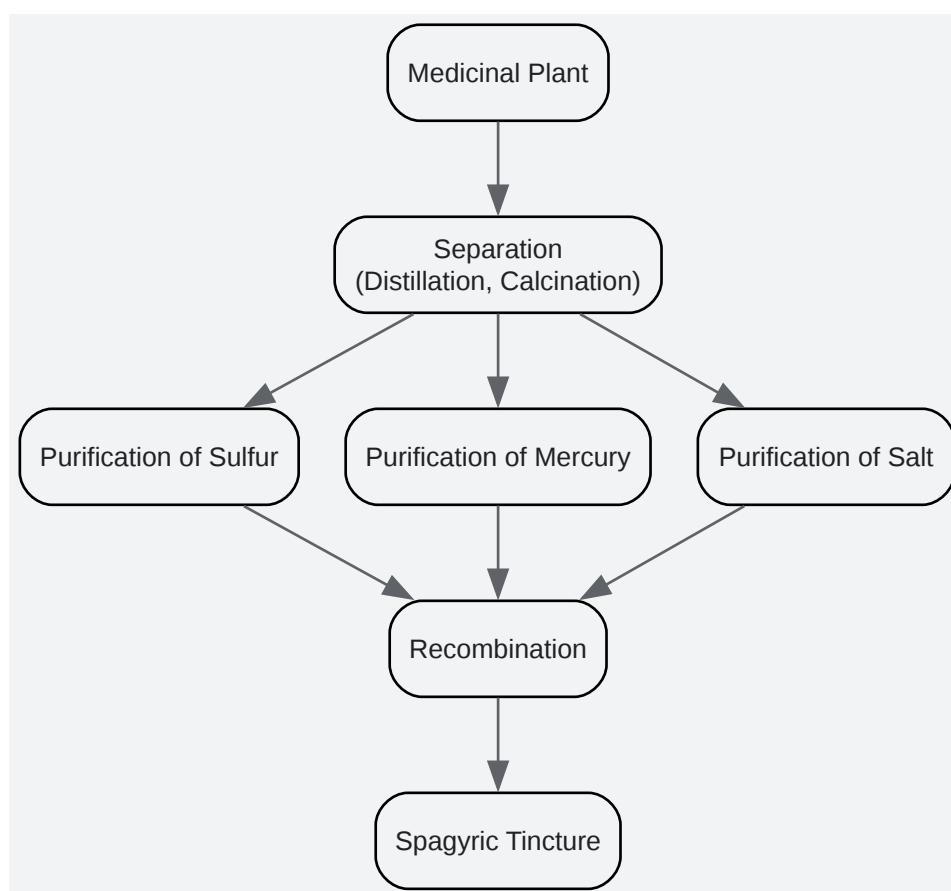 Medicinal Plant
Separation
(Distillation, Calcination)
Purification of Sulfur
Purification of Mercury
Purification of Salt
Recombination
Spagyric Tincture